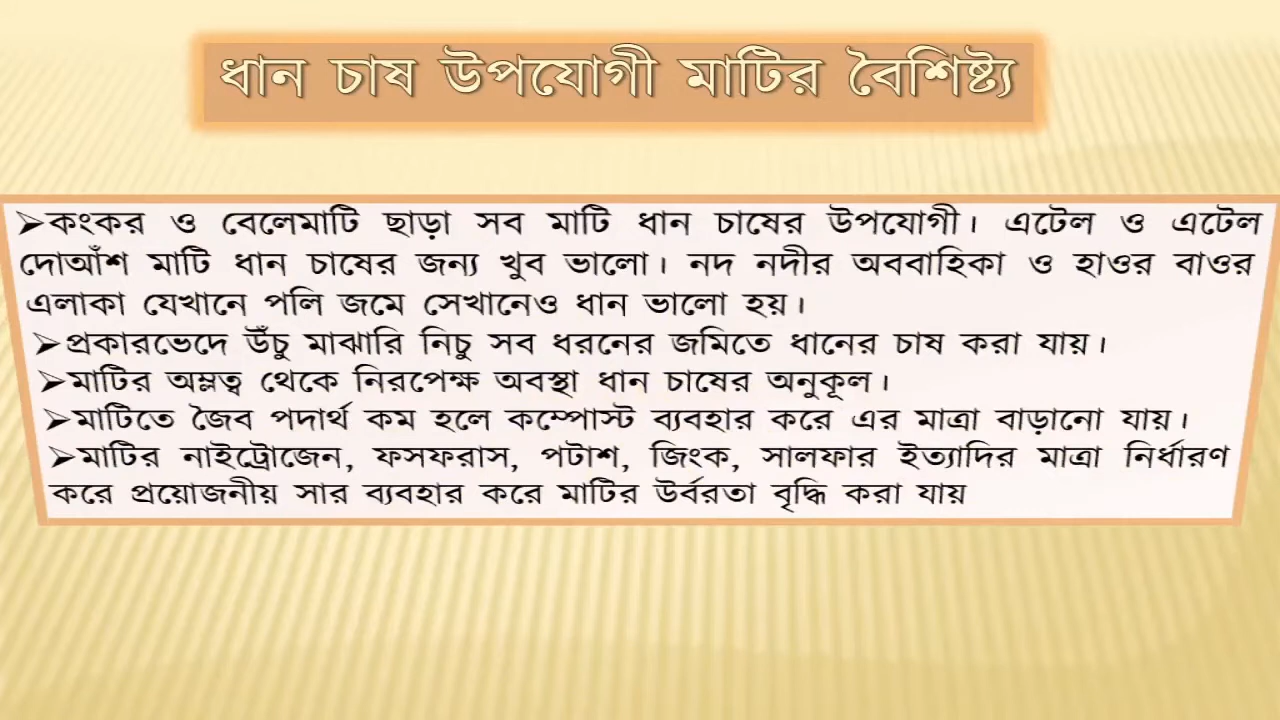 ধান চাষ উপযোগী মাটির বৈশিষ্ট্য
➢কংকর ও বেলেমাটি ছাড়া সব মাটি ধান চাষের উপযোগী। এটেল ও এটেল
দোআঁশ মাটি ধান চাষের জন্য খুব ভালো। নদ নদীর অববাহিকা ও হাওর বাওর
এলাকা যেখানে পলি জমে সেখানেও ধান ভালো হয়।
➢প্রকারভেদে উঁচু মাঝারি নিচু সব ধরনের জমিতে ধানের চাষ করা যায়।
➢মাটির অম্লত্ব থেকে নিরপেক্ষ অবস্থা ধান চাষের অনুকূল।
➢মাটিতে জৈব পদার্থ কম হলে কম্পোস্ট ব্যবহার করে এর মাত্রা বাড়ানো যায়।
➢মাটির নাইট্রোজেন, ফসফরাস, পটাশ, জিংক, সালফার ইত্যাদির মাত্রা নির্ধারণ
করে প্রয়োজনীয় সার ব্যবহার করে মাটির উর্বরতা বৃদ্ধি করা যায়